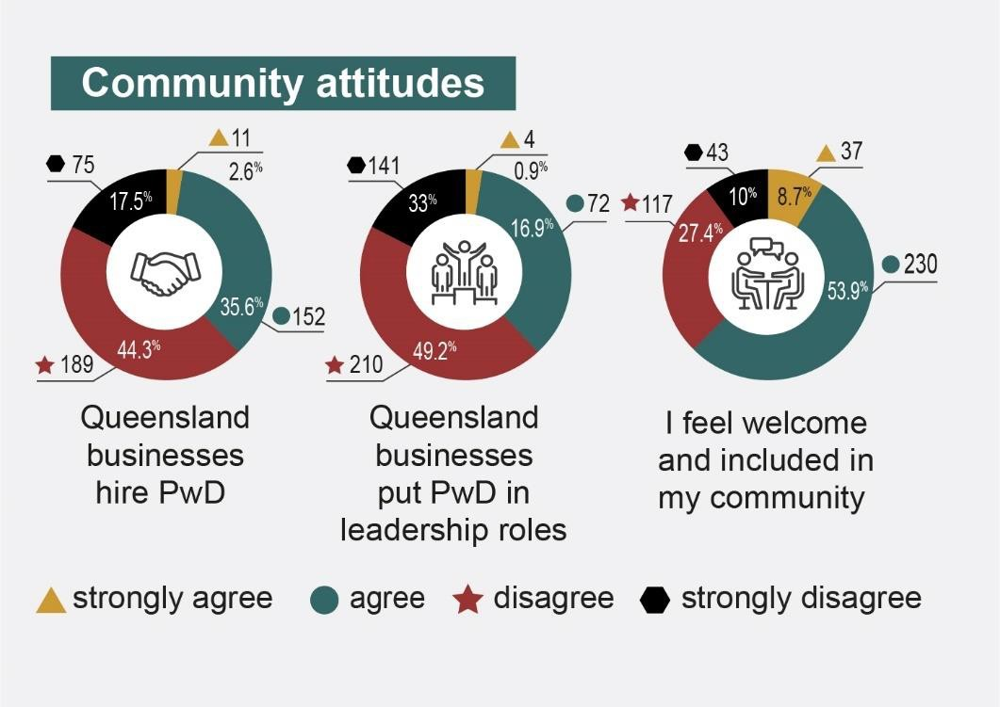 Community attitudes
11
2.6%
75
17.5%
35.6%
152
44.3%
189
4
0.9%
141
33%
16.9%
72
49.2%
210
43
37
10%
8.7%
117
27.4%
230
53.9%
Queensland
businesses
hire PwD
Queensland
businesses
put PwD in
leadership roles
I feel welcome
and included in
my community
strongly agree
agree
disagree
strongly disagree